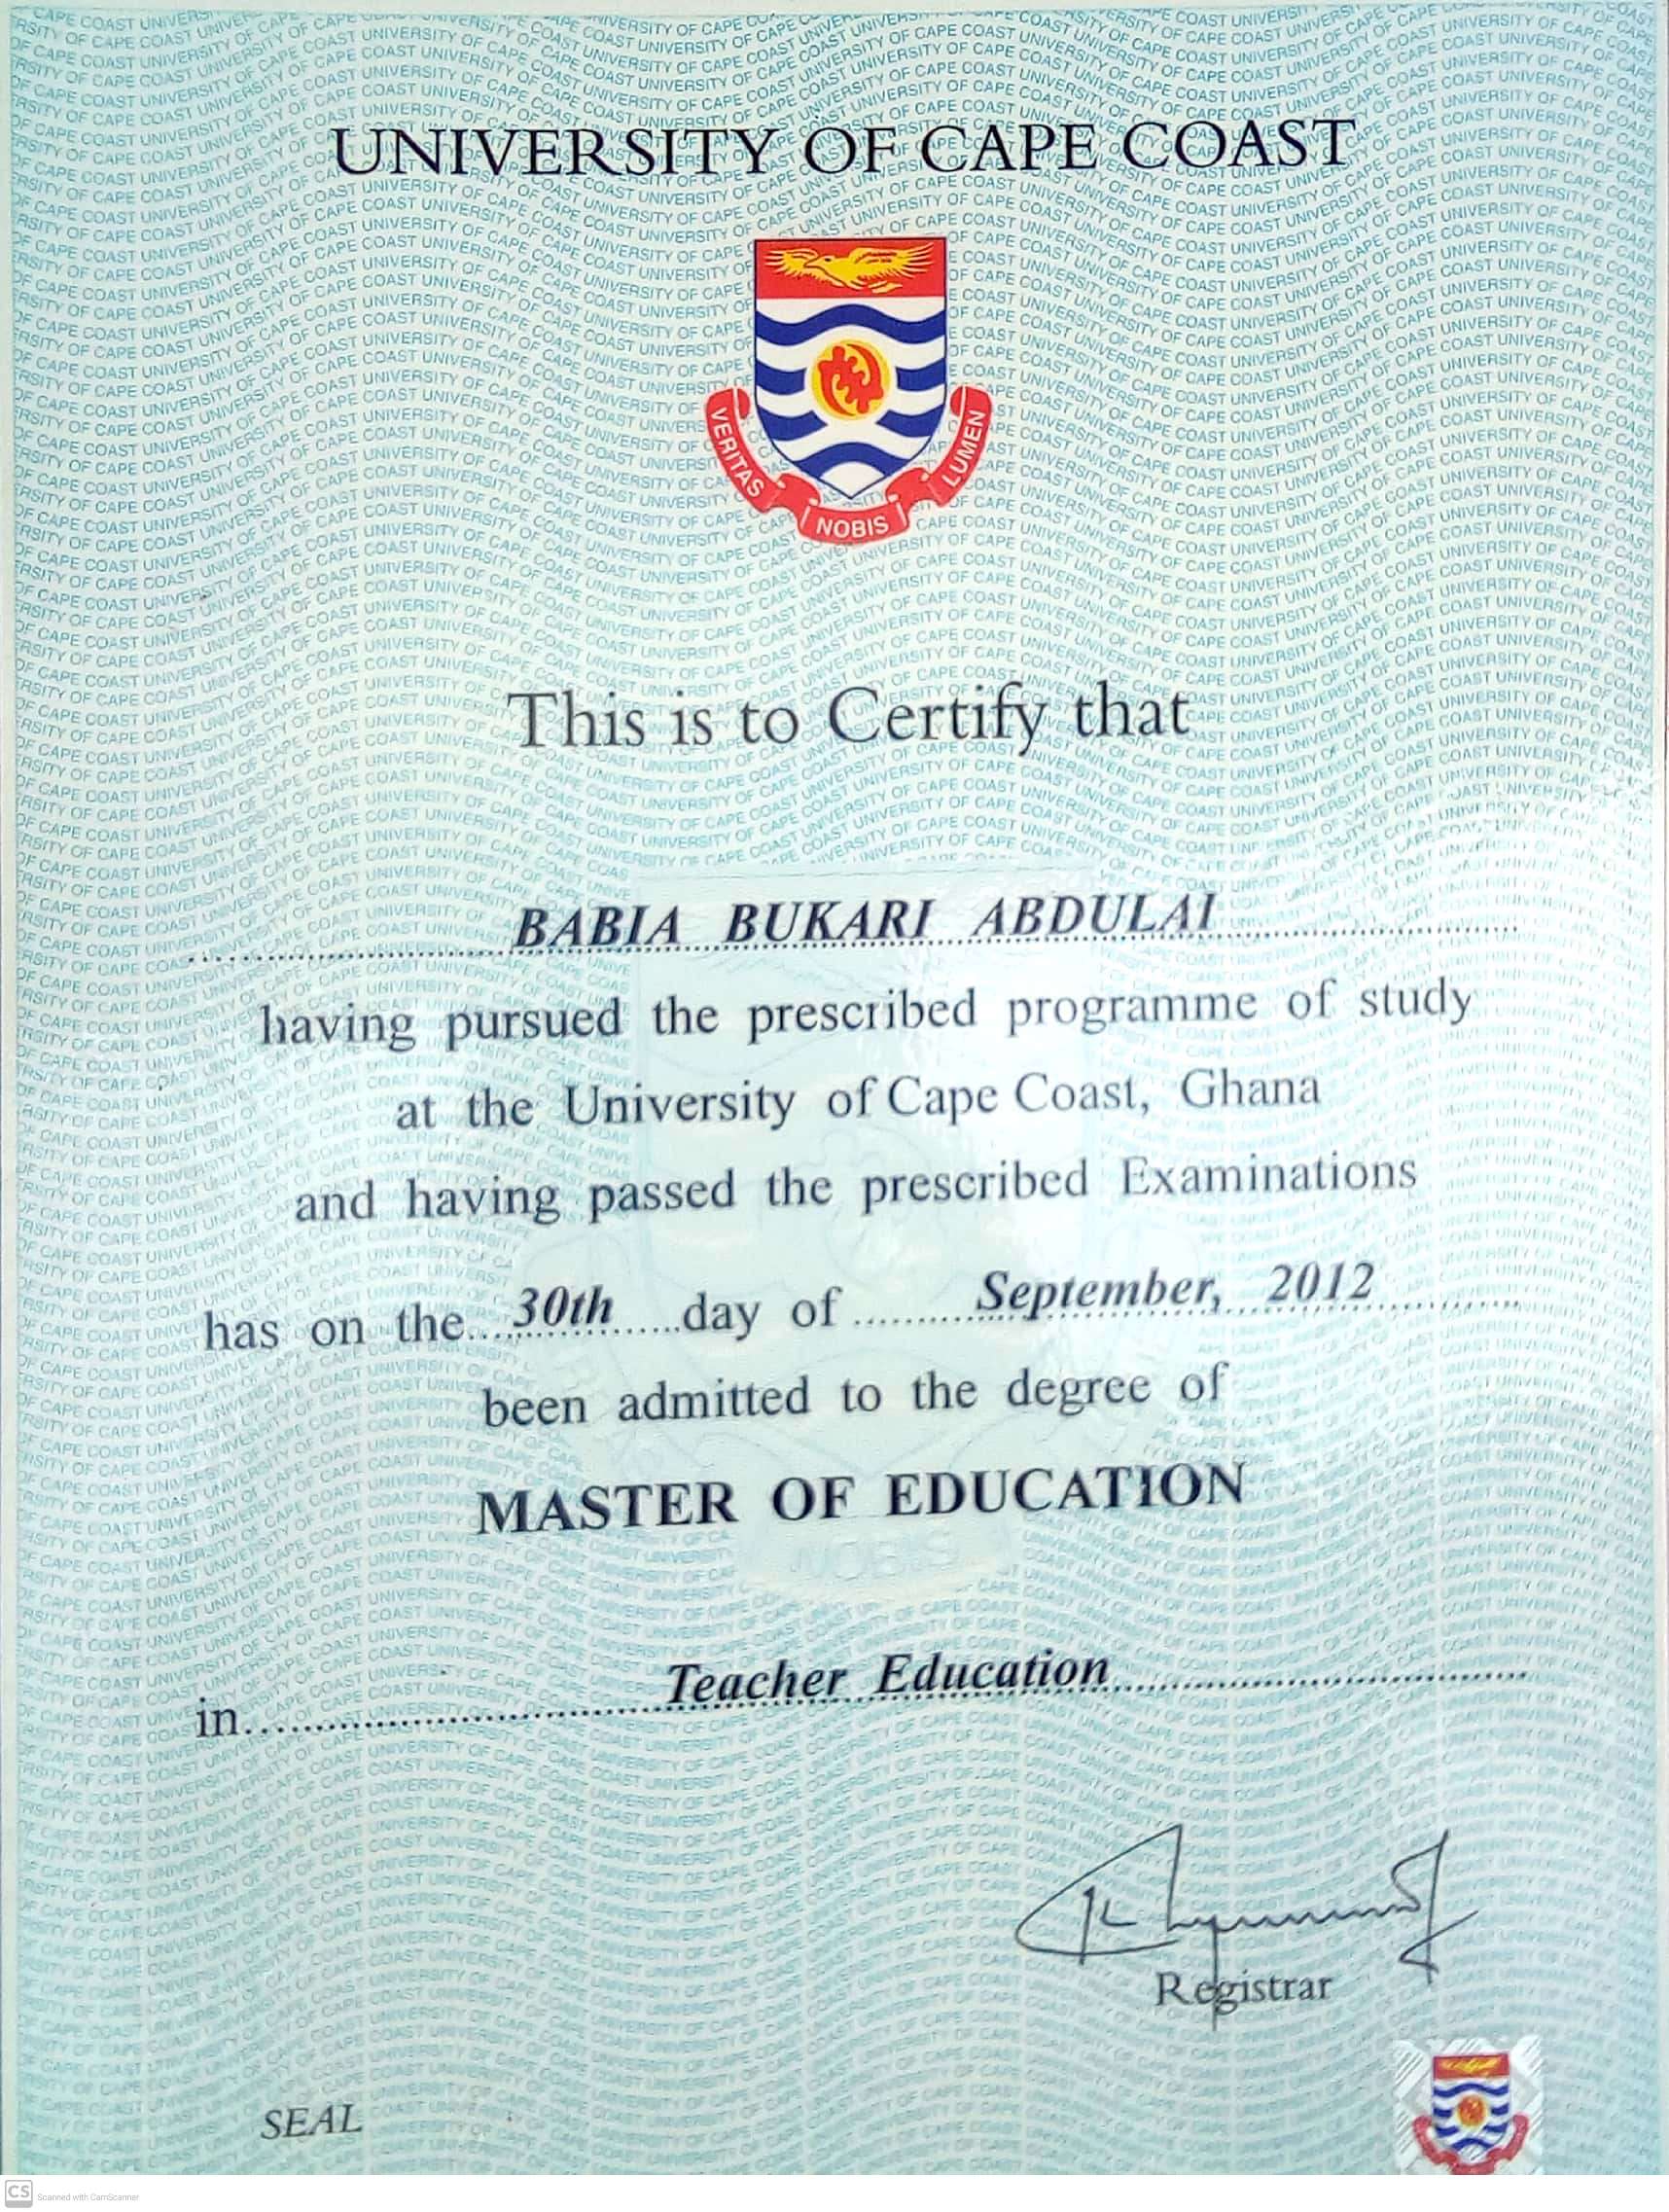 UNIVERSITY OF CAPE COAST
VERITAS NOBIS LUMEN
This is to Certify that
BABIA BUKARI ABDULAI
having pursued the prescribed programme of study
at the University of Cape Coast, Ghana
and having passed the prescribed Examinations
has on the 30th day of September, 2012
been admitted to the degree of
MASTER OF EDUCATION
NOBIS
in Teacher Education
Registrar
SEAL
CS Scanned with CamScanner